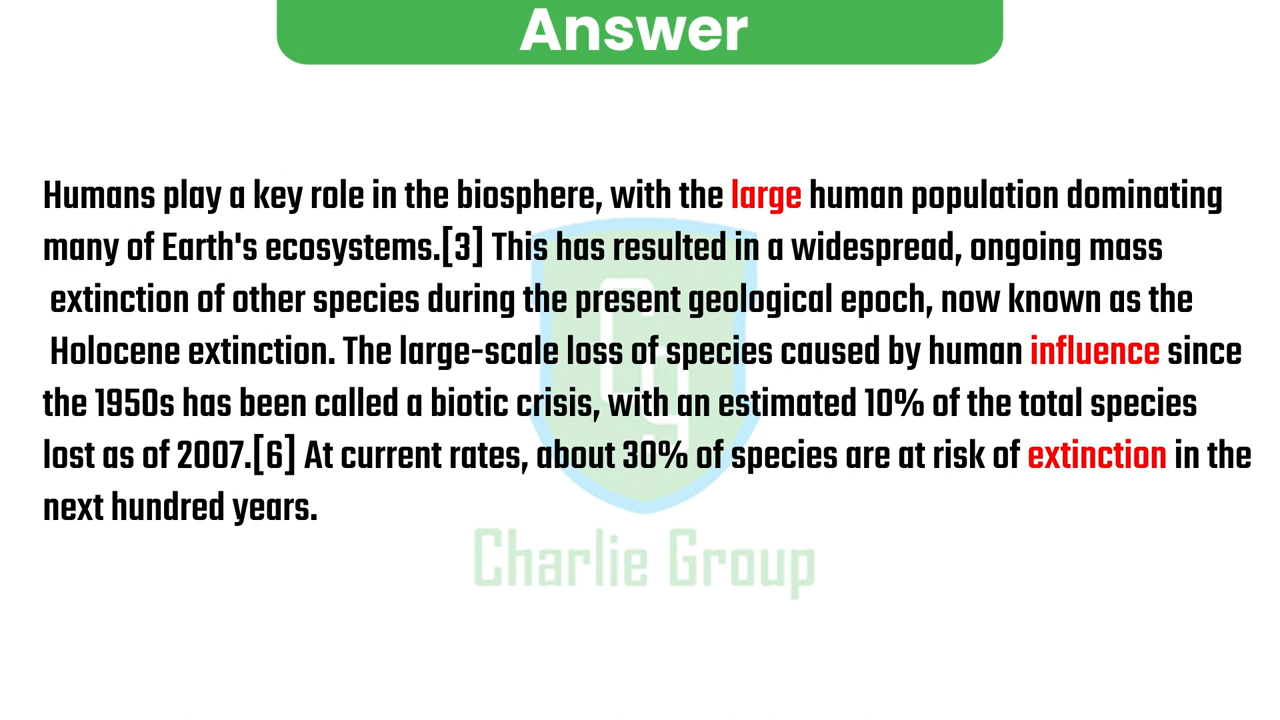 Answer
Humans play a key role in the biosphere, with the large human population dominating
many of Earth's ecosystems.[3] This has resulted in a widespread, ongoing mass
extinction of other species during the present geological epoch, now known as the
Holocene extinction. The large-scale loss of species caused by human influence since
the 1950s has been called a biotic crisis, with an estimated 10% of the total species
lost as of 2007.[6] At current rates, about 30% of species are at risk of extinction in the
next hundred years.
Charlie Group